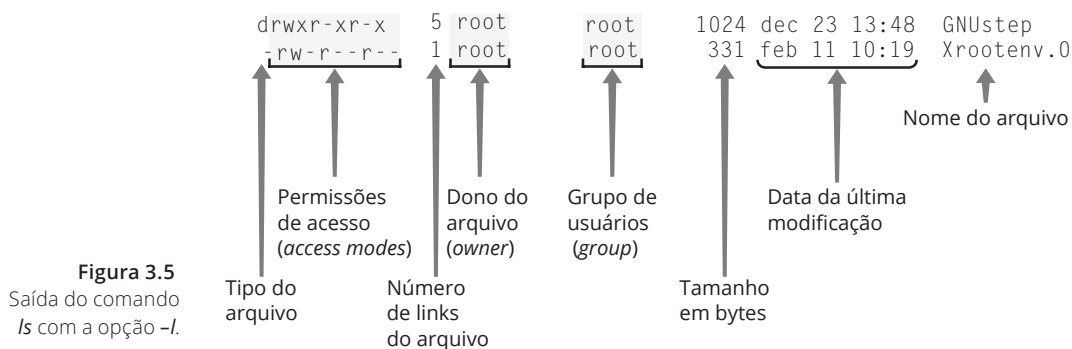 drwxr-xr-x 5 root root 1024 dec 23 13:48 GNUstep
-rw-r--r-- 1 root root 331 feb 11 10:19 Xrootenv.0
Nome do arquivo
Permissões
de acesso
(access modes)
Dono do
arquivo
(owner)
Grupo de
usuários
(group)
Data da última
modificação
Figura 3.5
Saída do comando
ls com a opção –l.
Tipo do
arquivo
Número
de links
do arquivo
Tamanho
em bytes